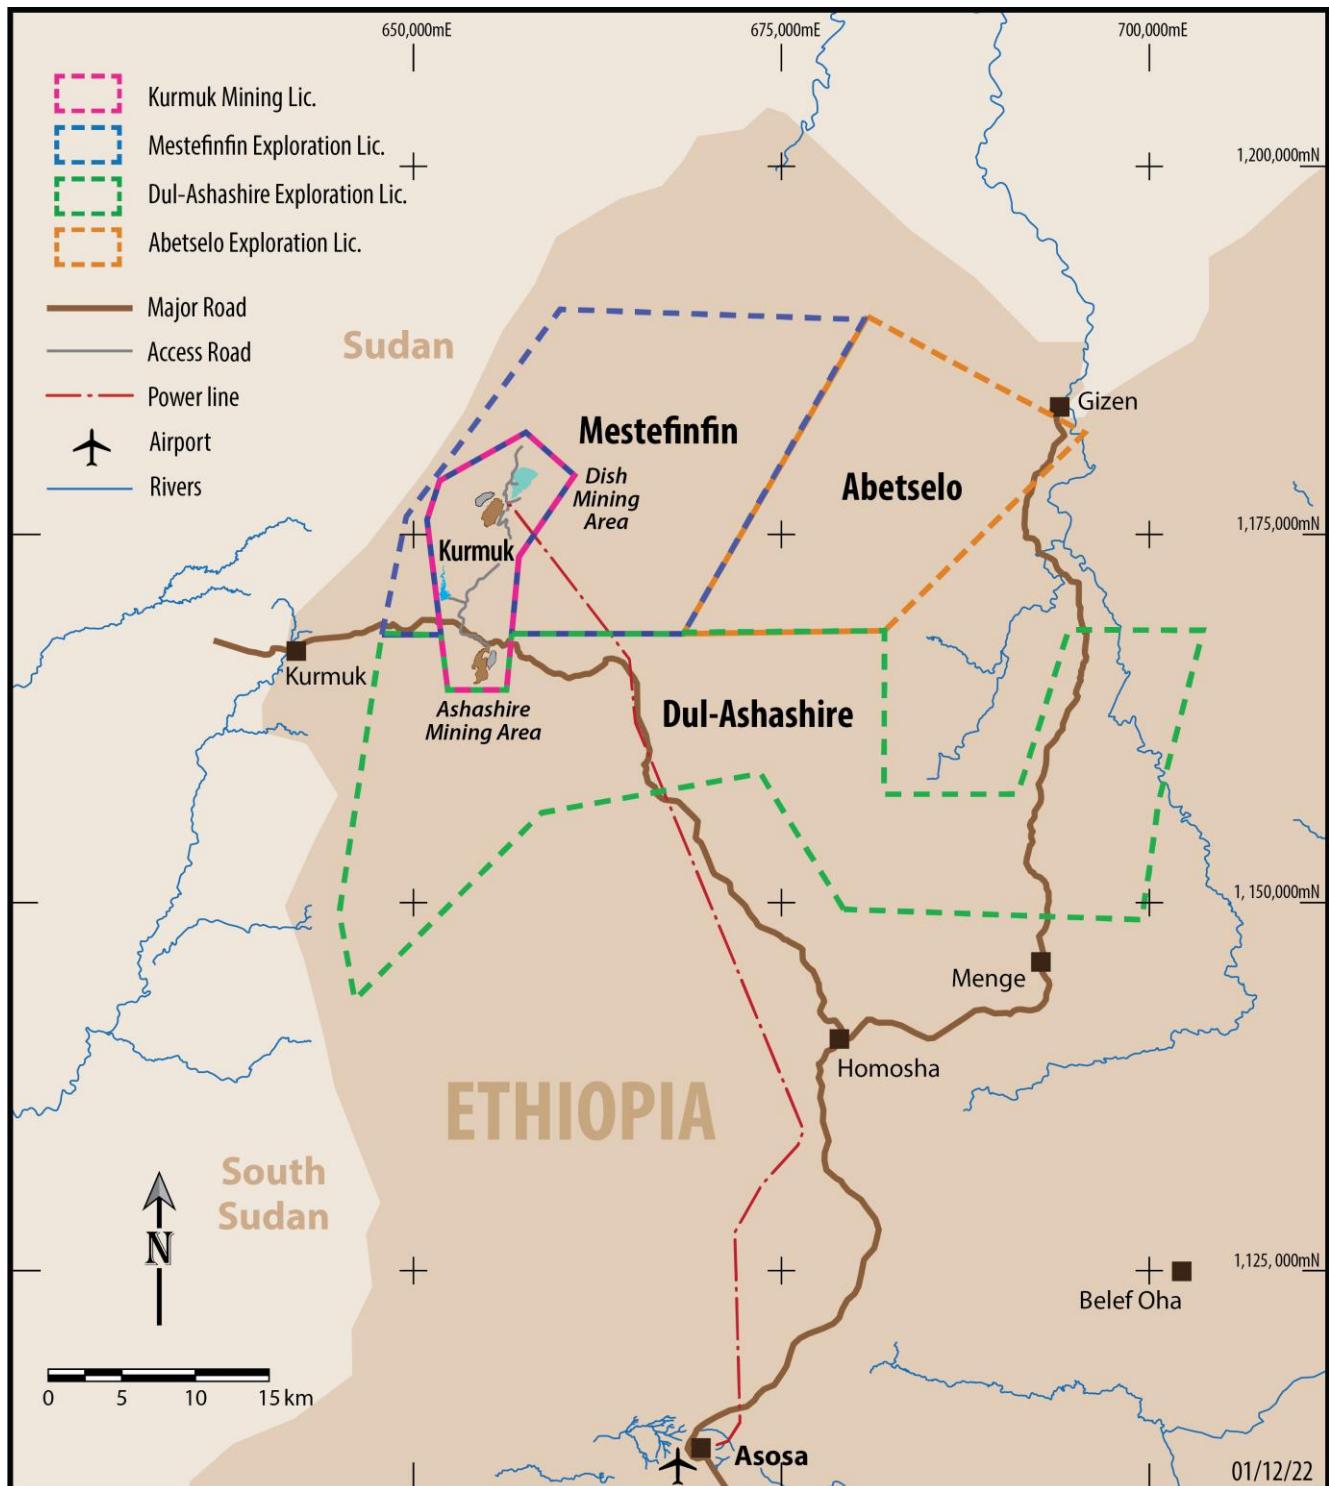 650,000mE
675,000mE
700,000mE
Kurmuk Mining Lic.
Mestefinfin Exploration Lic.
1,200,000mN
Dul-Ashashire Exploration Lic.
Abetselo Exploration Lic.
Major Road
Sudan
Access Road
Power line
Gizen
Airport
Mestefinfin
Rivers
Abetselo
Dish
Mining
Area
1,175,000mN
Kurmuk
Kurmuk
Dul-Ashashire
Ashashire
Mining Area
1,150,000mN
Menge
Homosha
ETHIOPIA
South
Sudan
N
1,125,000mN
Belef Oha
0 5 10 15 km
Asosa
01/12/22